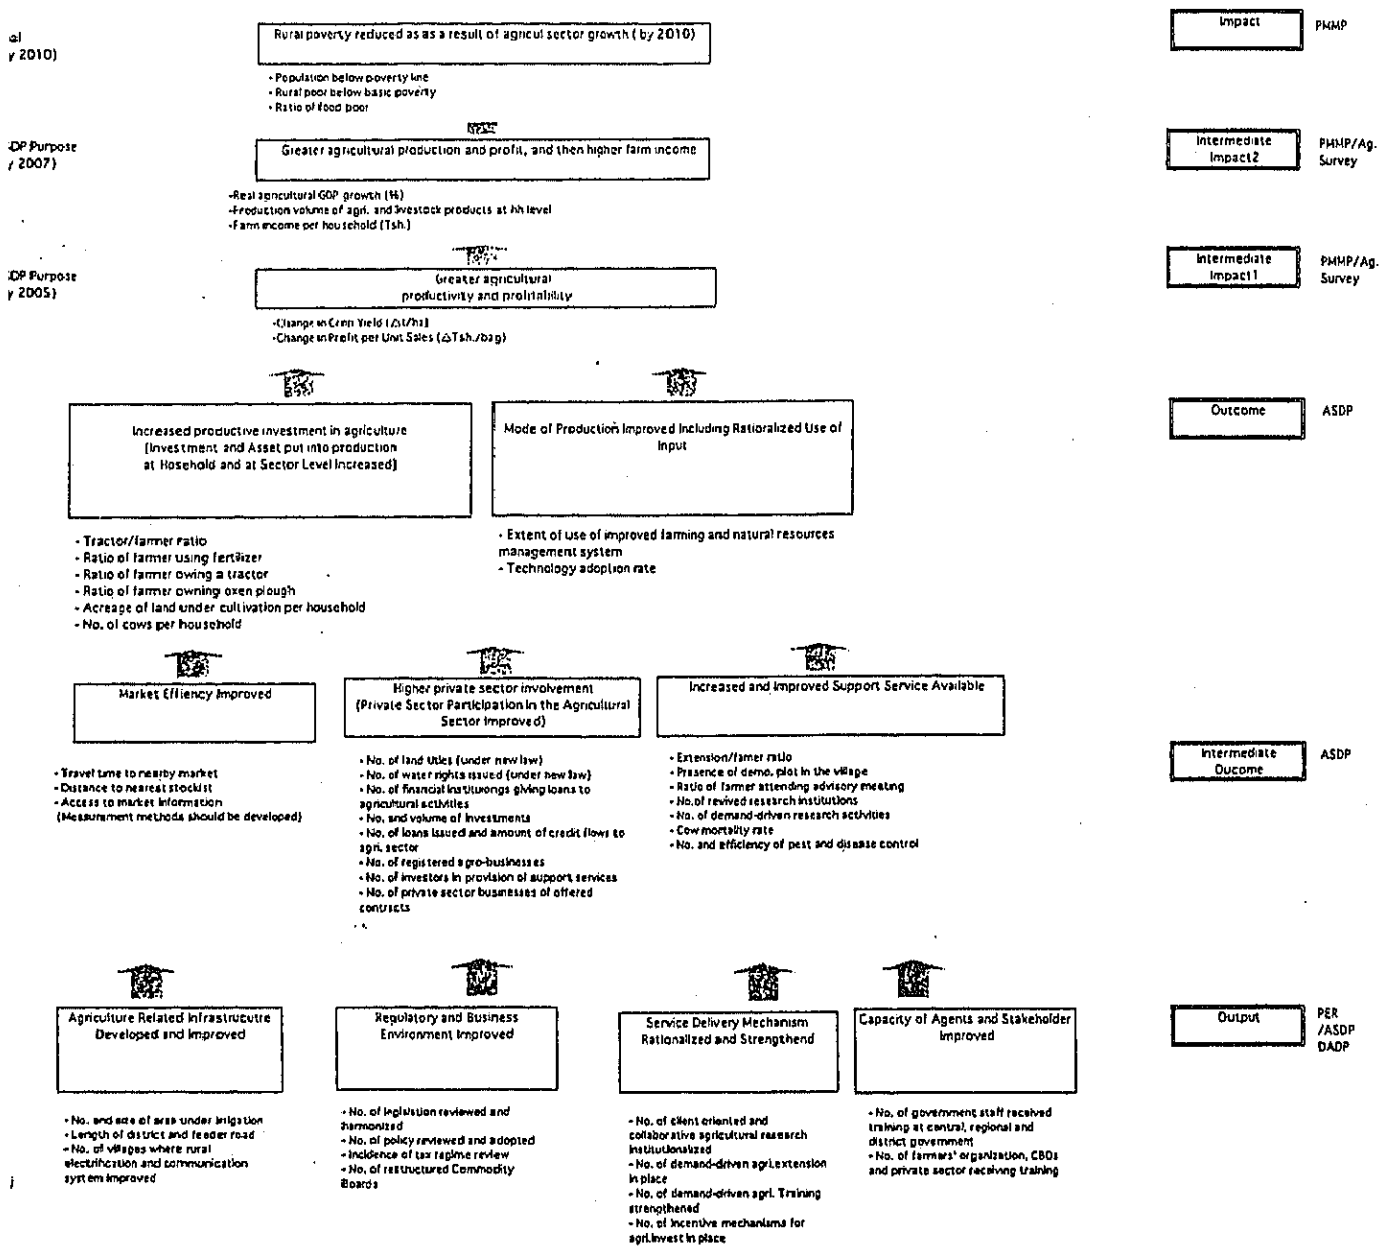 al
y 2010)
Rural poverty reduced as as a result of agricul sector growth ( by 2010)
Impact
PMMP
- Population below poverty line
- Rural poor below basic poverty
- Ratio of food poor
DP Purpose
y 2007)
Greater agricultural production and profit, and then higher farm income
Intermediate
Impact2
PMMP/Ag.
Survey
-Real agricultural GDP growth (%)
-Production volume of agri. and livestock products at hh level
-Farm income per household (Tsh.)
DP Purpose
y 2005)
Greater agricultural
productivity and profitability
Intermediate
Impact1
PMMP/Ag.
Survey
-Change in Crop Yield (△t/ha)
-Change in Profit per Unit Sales (△Tsh./bag)
Increased productive investment in agriculture
(Investment and Asset put into production
at Hosehold and at Sector Level Increased)
Mode of Production Improved Including Rationalized Use of
Input
Outcome
ASDP
- Tractor/farmer ratio
- Ratio of farmer using fertilizer
- Ratio of farmer owing a tractor
- Ratio of farmer owning oxen plough
- Acreage of land under cultivation per household
- No. of cows per household
- Extent of use of improved farming and natural resources
management system
- Technology adoption rate
Market Effiency Improved
Higher private sector involvement
(Private Sector Participation in the Agricultural
Sector Improved)
Increased and Improved Support Service Available
Intermediate
Oucome
ASDP
- Travel time to nearby market
- Distance to nearest stockist
- Access to market information
(Measurement methods should be developed)
- No. of land titles (under new law)
- No. of water rights issued (under new law)
- No. of financial instituiongs giving loans to
agricultural activities
- No. and volume of investments
- No. of loans issued and amount of credit flows to
agri. sector
- No. of registered agro-businesses
- No. of investors in provision of support services
- No. of private sector businesses of offered
contracts
- Extension/famer ratio
- Presence of demo. plot in the village
- Ratio of farmer attending advisory meeting
- No.of revived research institutions
- No. of demand-driven research activities
- Cow mortality rate
- No. and efficiency of pest and disease control
Agriculture Related Infrastrucutre
Developed and Improved
Regulatory and Business
Environment Improved
Service Delivery Mechanism
Rationalized and Strengthend
Capacity of Agents and Stakeholder
Improved
Output
PER
/ASDP
DADP
- No. and size of area under irrigation
- Length of district and feeder road
- No. of villages where rural
electrification and communication
system improved
- No. of legislation reviewed and
harmonized
- No. of policy reviewed and adopted
- Incidence of tax regime review
- No. of restructured Commodity
Boards
- No. of client oriented and
collaborative agricultural research
institutionalized
- No. of demand-driven agri.extension
in place
- No. of demand-driven agri. Training
strengthened
- No. of incentive mechanisms for
agri.invest in place
- No. of government staff received
training at central, regional and
district government
- No. of farmers' organization, CBOs
and private sector receiving training